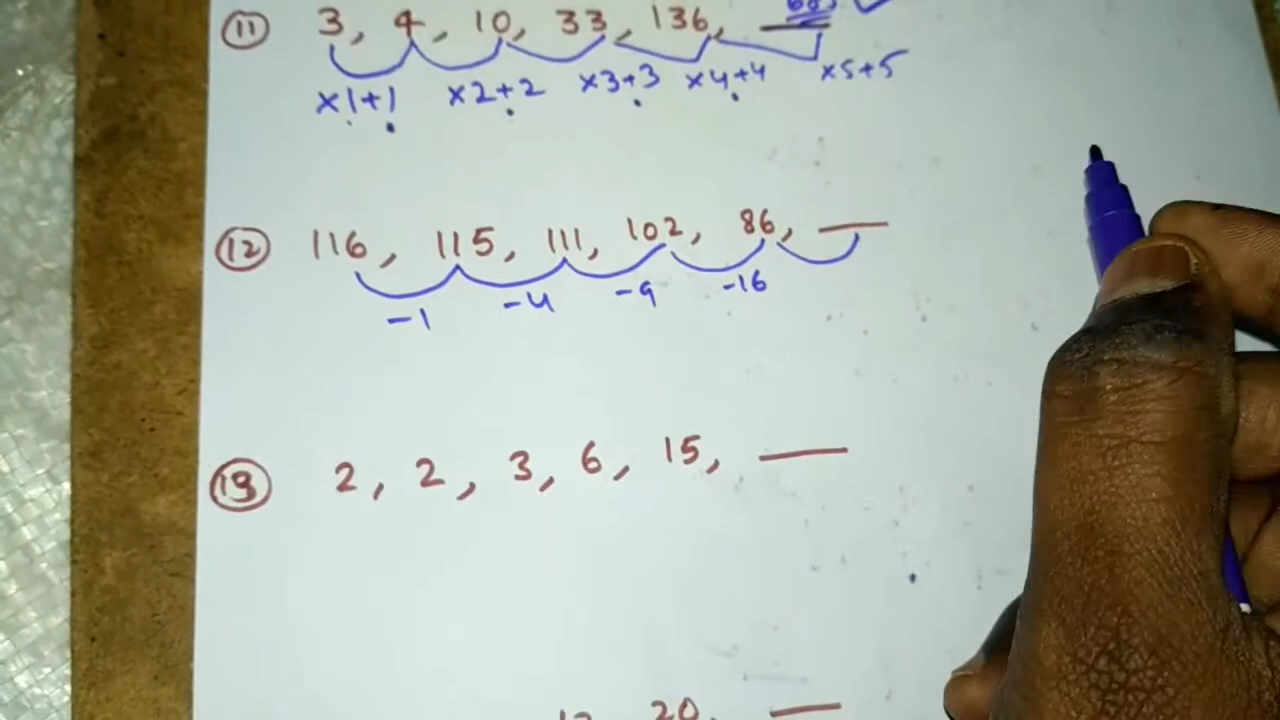 11 3, 4, 10, 33, 136,
×1+1 ×2+2 ×3+3 ×4+4 ×5+5
12 116, 115, 111, 102, 86,
-1 -4 -9 -16
13 2, 2, 3, 6, 15,
20,